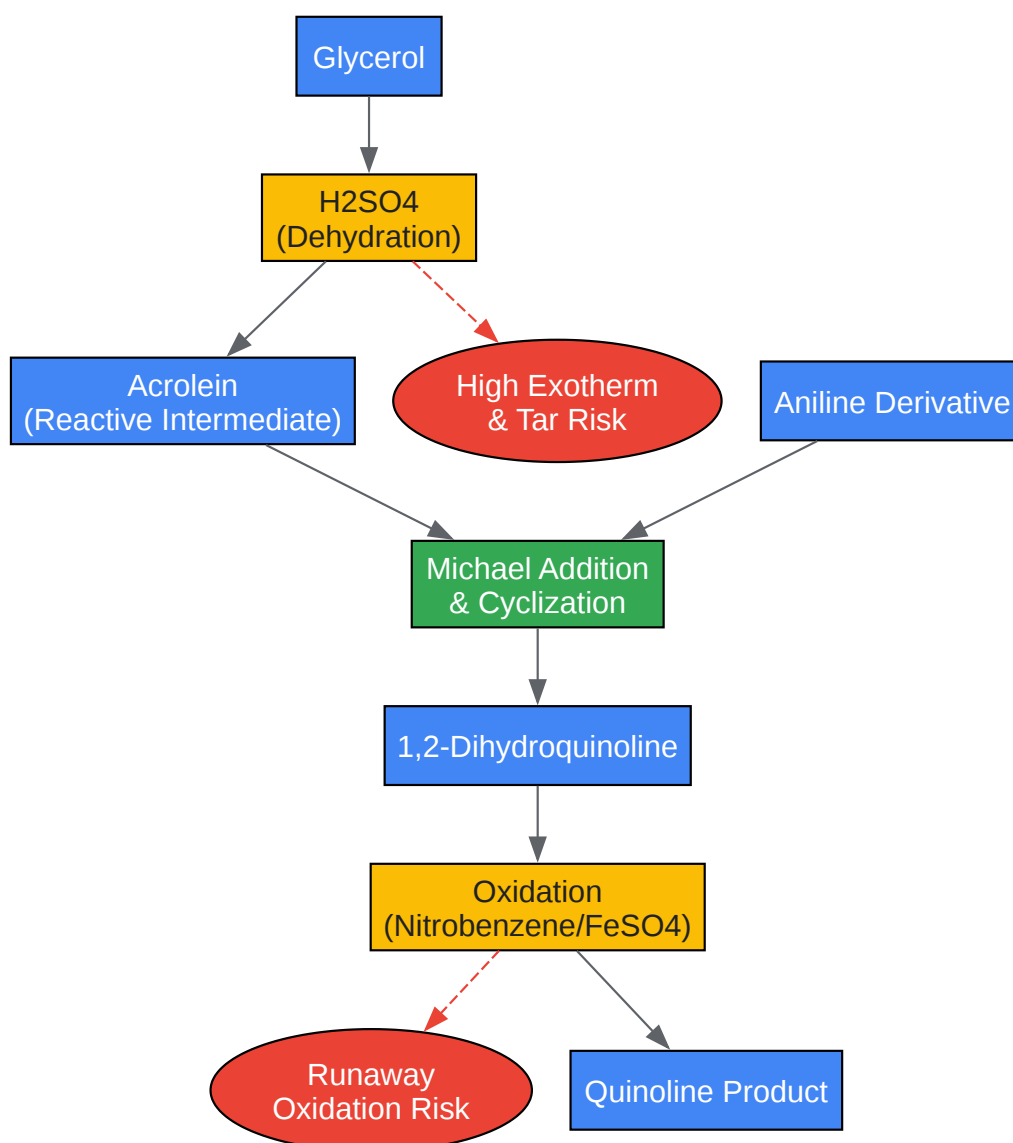 Glycerol
H2SO4
(Dehydration)
Acrolein
(Reactive Intermediate)
High Exotherm
& Tar Risk
Aniline Derivative
Michael Addition
& Cyclization
1,2-Dihydroquinoline
Oxidation
(Nitrobenzene/FeSO4)
Runaway
Oxidation Risk
Quinoline Product